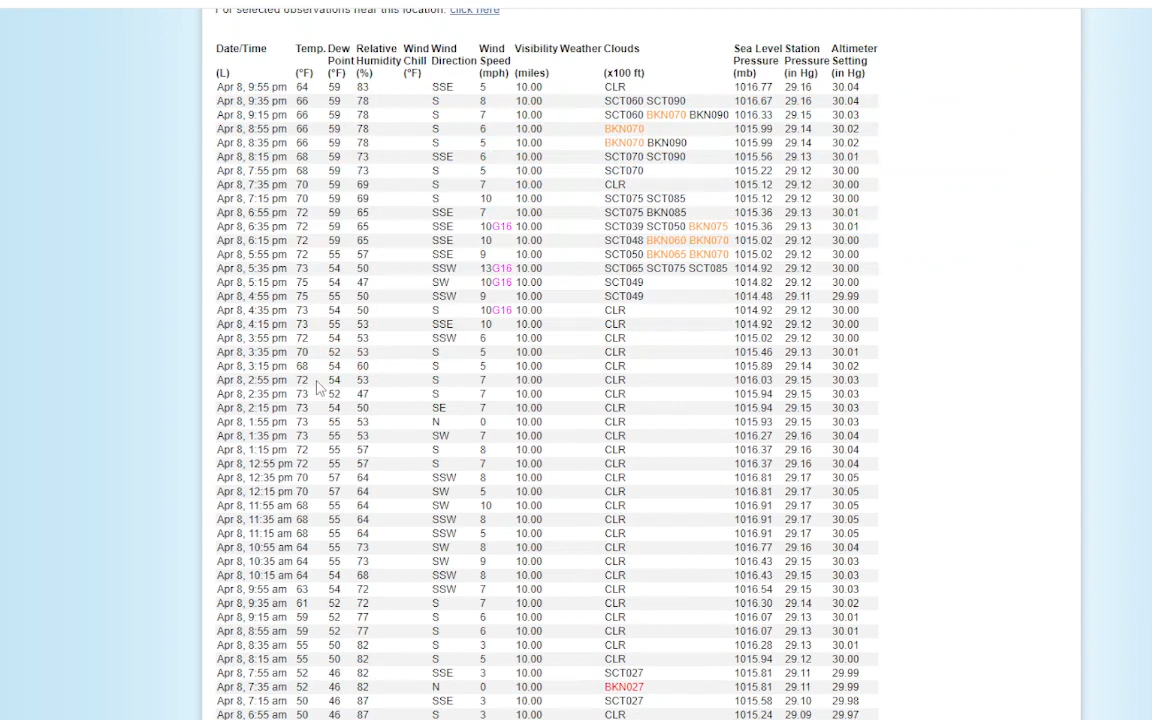 For selected observations near this location: click here
Date/Time Temp. Dew Relative Wind Wind Wind Visibility Weather Clouds Sea Level Station Altimeter
Point Humidity Chill Direction Speed Pressure Pressure Setting
(L) (°F) (°F) (%) (°F) (mph) (miles) (x100 ft) (mb) (in Hg) (in Hg)
Apr 8, 9:55 pm 64 59 83 SSE 5 10.00 CLR 1016.77 29.16 30.04
Apr 8, 9:35 pm 66 59 78 S 8 10.00 SCT060 SCT090 1016.67 29.16 30.04
Apr 8, 9:15 pm 66 59 78 S 7 10.00 SCT060 BKN070 BKN090 1016.33 29.15 30.03
Apr 8, 8:55 pm 66 59 78 S 6 10.00 BKN070 1015.99 29.14 30.02
Apr 8, 8:35 pm 66 59 78 S 5 10.00 BKN070 BKN090 1015.99 29.14 30.02
Apr 8, 8:15 pm 68 59 73 SSE 6 10.00 SCT070 SCT090 1015.56 29.13 30.01
Apr 8, 7:55 pm 68 59 73 S 5 10.00 SCT070 1015.22 29.12 30.00
Apr 8, 7:35 pm 70 59 69 S 7 10.00 CLR 1015.12 29.12 30.00
Apr 8, 7:15 pm 70 59 69 S 10 10.00 SCT075 SCT085 1015.12 29.12 30.00
Apr 8, 6:55 pm 72 59 65 SSE 7 10.00 SCT075 BKN085 1015.36 29.13 30.01
Apr 8, 6:35 pm 72 59 65 SSE 10G16 10.00 SCT039 SCT050 BKN075 1015.36 29.13 30.01
Apr 8, 6:15 pm 72 59 65 SSE 10 10.00 SCT048 BKN060 BKN070 1015.02 29.12 30.00
Apr 8, 5:55 pm 72 55 57 SSE 9 10.00 SCT050 BKN065 BKN070 1015.02 29.12 30.00
Apr 8, 5:35 pm 73 54 50 SSW 13G16 10.00 SCT065 SCT075 SCT085 1014.92 29.12 30.00
Apr 8, 5:15 pm 75 54 47 SW 10G16 10.00 SCT049 1014.82 29.12 30.00
Apr 8, 4:55 pm 75 55 50 SSW 9 10.00 SCT049 1014.48 29.11 29.99
Apr 8, 4:35 pm 73 54 50 S 10G16 10.00 CLR 1014.92 29.12 30.00
Apr 8, 4:15 pm 73 55 53 SSE 10 10.00 CLR 1014.92 29.12 30.00
Apr 8, 3:55 pm 72 54 53 SSW 6 10.00 CLR 1015.02 29.12 30.00
Apr 8, 3:35 pm 70 52 53 S 5 10.00 CLR 1015.46 29.13 30.01
Apr 8, 3:15 pm 68 54 60 S 5 10.00 CLR 1015.89 29.14 30.02
Apr 8, 2:55 pm 72 54 53 S 7 10.00 CLR 1016.03 29.15 30.03
Apr 8, 2:35 pm 73 52 47 S 7 10.00 CLR 1015.94 29.15 30.03
Apr 8, 2:15 pm 73 54 50 SE 7 10.00 CLR 1015.94 29.15 30.03
Apr 8, 1:55 pm 73 55 53 N 0 10.00 CLR 1015.93 29.15 30.03
Apr 8, 1:35 pm 73 55 53 SW 7 10.00 CLR 1016.27 29.16 30.04
Apr 8, 1:15 pm 72 55 57 S 8 10.00 CLR 1016.37 29.16 30.04
Apr 8, 12:55 pm 72 55 57 S 7 10.00 CLR 1016.37 29.16 30.04
Apr 8, 12:35 pm 70 57 64 SSW 8 10.00 CLR 1016.81 29.17 30.05
Apr 8, 12:15 pm 70 57 64 SW 5 10.00 CLR 1016.81 29.17 30.05
Apr 8, 11:55 am 68 55 64 SW 10 10.00 CLR 1016.91 29.17 30.05
Apr 8, 11:35 am 68 55 64 SSW 8 10.00 CLR 1016.91 29.17 30.05
Apr 8, 11:15 am 68 55 64 SSW 5 10.00 CLR 1016.91 29.17 30.05
Apr 8, 10:55 am 64 55 73 SW 8 10.00 CLR 1016.77 29.16 30.04
Apr 8, 10:35 am 64 55 73 SW 9 10.00 CLR 1016.43 29.15 30.03
Apr 8, 10:15 am 64 54 68 SSW 8 10.00 CLR 1016.43 29.15 30.03
Apr 8, 9:55 am 63 54 72 SSW 7 10.00 CLR 1016.54 29.15 30.03
Apr 8, 9:35 am 61 52 72 S 7 10.00 CLR 1016.30 29.14 30.02
Apr 8, 9:15 am 59 52 77 S 6 10.00 CLR 1016.07 29.13 30.01
Apr 8, 8:55 am 59 52 77 S 6 10.00 CLR 1016.07 29.13 30.01
Apr 8, 8:35 am 55 50 82 S 3 10.00 CLR 1016.28 29.13 30.01
Apr 8, 8:15 am 55 50 82 S 5 10.00 CLR 1015.94 29.12 30.00
Apr 8, 7:55 am 52 46 82 SSE 3 10.00 SCT027 1015.81 29.11 29.99
Apr 8, 7:35 am 52 46 82 N 0 10.00 BKN027 1015.81 29.11 29.99
Apr 8, 7:15 am 50 46 87 SSE 3 10.00 SCT027 1015.58 29.10 29.98
Apr 8, 6:55 am 50 46 87 S 3 10.00 CLR 1015.24 29.09 29.97